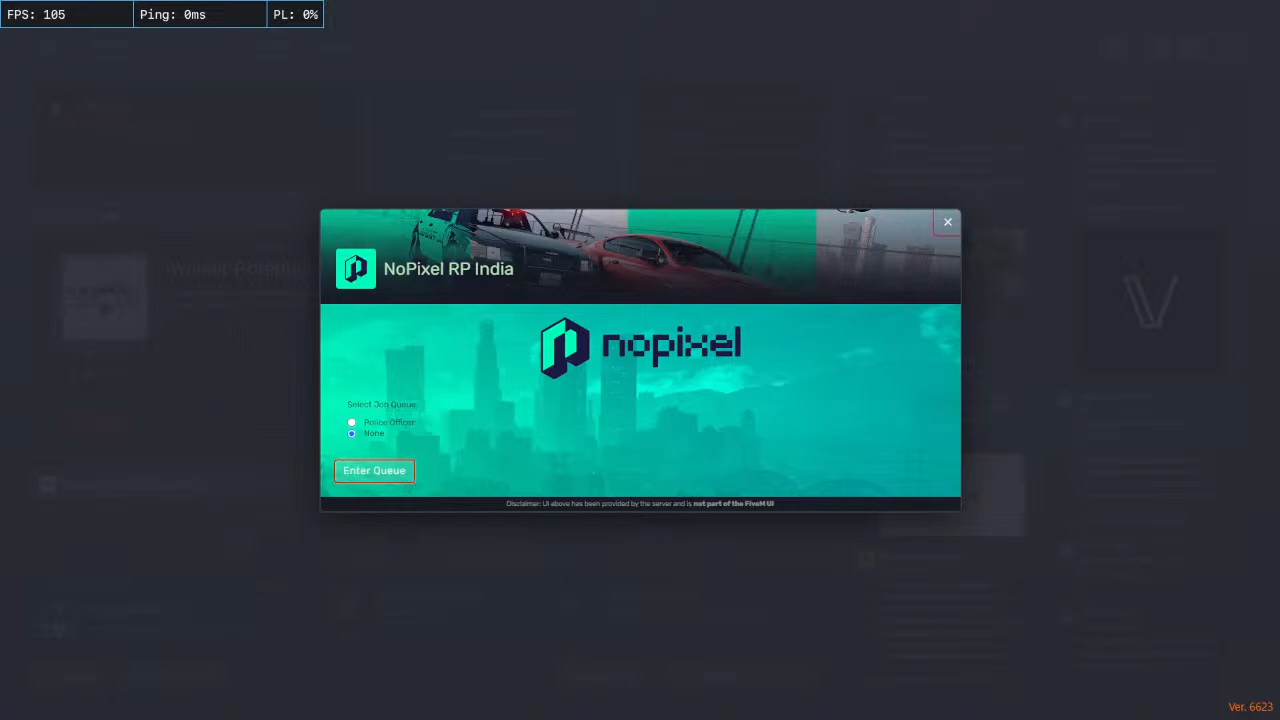 FPS: 105 Ping: 0ms PL: 0%
NoPixel RP India
nopixel
Select Job Queue:
Police Officer
None
Enter Queue
Disclaimer: UI above has been provided by the server and is not part of the FiveM UI
Ver. 6623